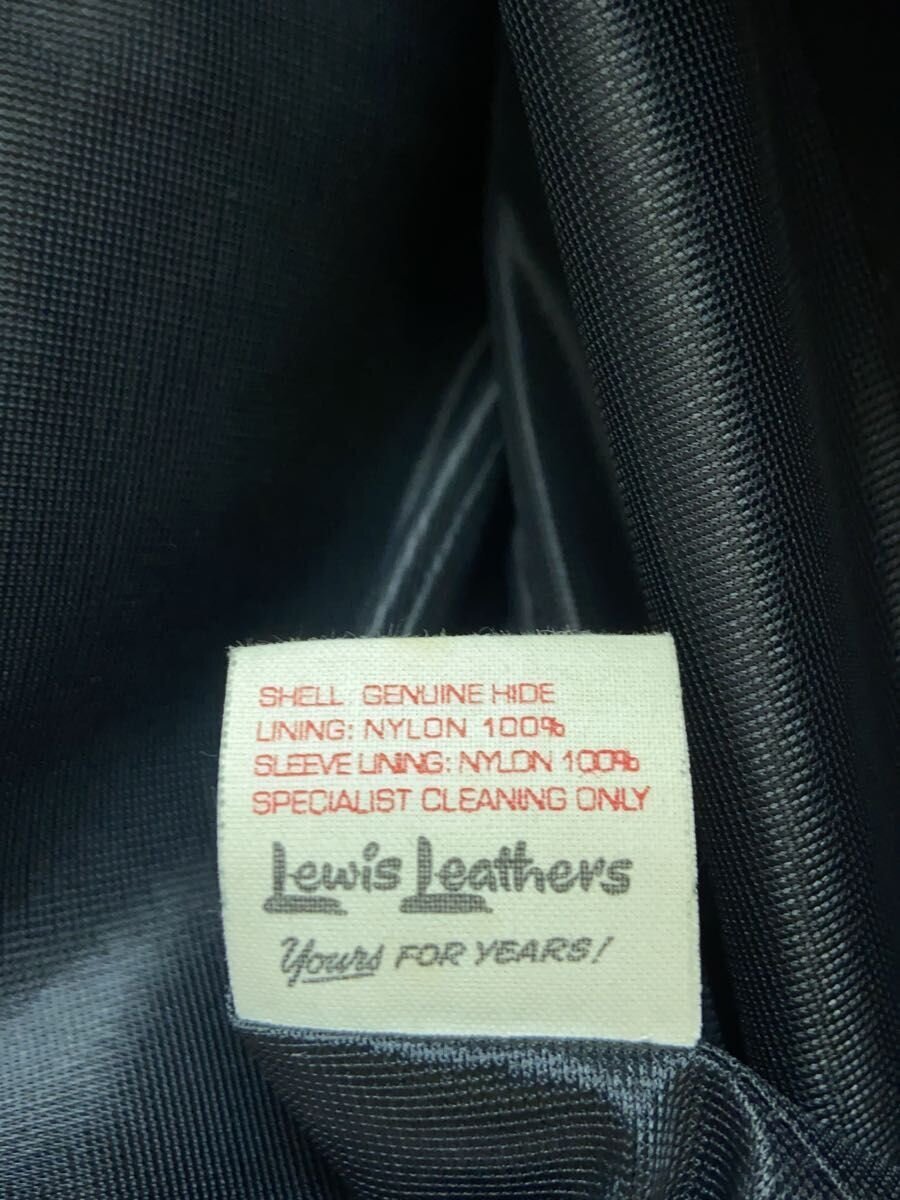 SHELL: GENUINE HIDE
LINING: NYLON 100%
SLEEVE LINING: NYLON 100%
SPECIALIST CLEANING ONLY
Lewis Leathers
Yours FOR YEARS!